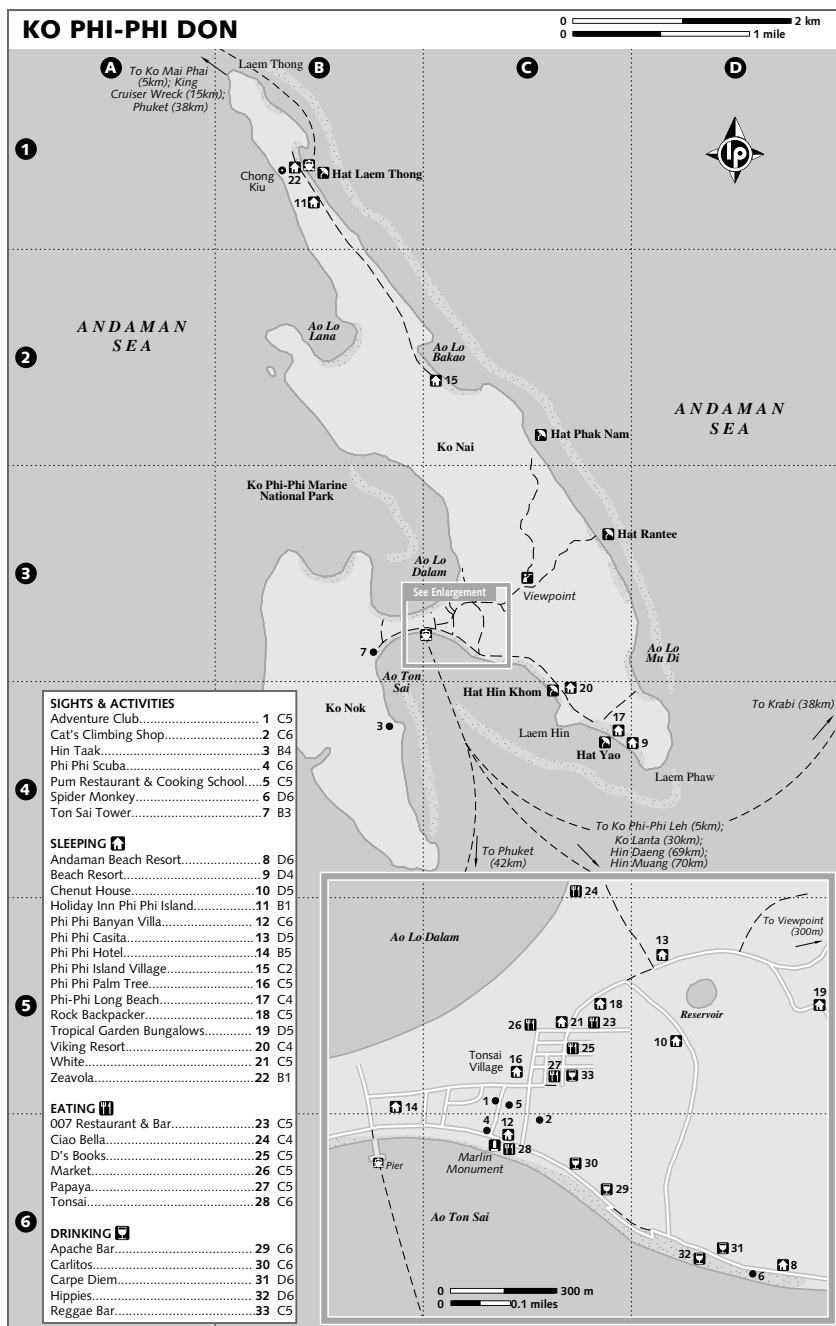 KO PHI-PHI DON
0 2 km
0 1 mile
A B C D
To Ko Mai Phai
(5km); King
Cruiser Wreck (15km);
Phuket (38km)
Laem Thong
1
lp
Chong
Kiu
22
Hat Laem Thong
11
ANDAMAN
SEA
Ao Lo
Lana
2
Ao Lo
Bakao
15
ANDAMAN
SEA
Hat Phak Nam
Ko Nai
Ko Phi-Phi Marine
National Park
Hat Rantee
3
Ao Lo
Dalam
See Enlargement
Viewpoint
7
Ao Lo
Mu Di
Ao Ton
Sai
Hat Hin Khom
20
To Krabi (38km)
Ko Nok
3
Laem Hin
17
9
Hat Yao
Laem Phaw
4
To Ko Phi-Phi Leh (5km);
Ko Lanta (30km);
Hin Daeng (69km);
Hin Muang (70km)
To Phuket
(42km)
SIGHTS & ACTIVITIES
Adventure Club 1 C5
Cat's Climbing Shop 2 C6
Hin Taak 3 B4
Phi Phi Scuba 4 C6
Pum Restaurant & Cooking School 5 C5
Spider Monkey 6 D6
Ton Sai Tower 7 B3
SLEEPING
Andaman Beach Resort 8 D6
Beach Resort 9 D4
Chenut House 10 D5
Holiday Inn Phi Phi Island 11 B1
Phi Phi Banyan Villa 12 C6
Phi Phi Casita 13 D5
Phi Phi Hotel 14 B5
Phi Phi Island Village 15 C2
Phi Phi Palm Tree 16 C5
Phi-Phi Long Beach 17 C4
Rock Backpacker 18 C5
Tropical Garden Bungalows 19 D5
Viking Resort 20 C4
White 21 C5
Zeavola 22 B1
EATING
007 Restaurant & Bar 23 C5
Ciao Bella 24 C4
D's Books 25 C5
Market 26 C5
Papaya 27 C5
Tonsai 28 C6
DRINKING
Apache Bar 29 C6
Carlitos 30 C6
Carpe Diem 31 D6
Hippies 32 D6
Reggae Bar 33 C5
5
6
24
Ao Lo Dalam
To Viewpoint
(300m)
13
19
18
Reservoir
26
21
23
10
25
Tonsai
Village
16
27
33
14
1
5
2
4
12
28
Marlin
Monument
30
Pier
29
Ao Ton Sai
31
32
8
6
0 300 m
0 0.1 miles